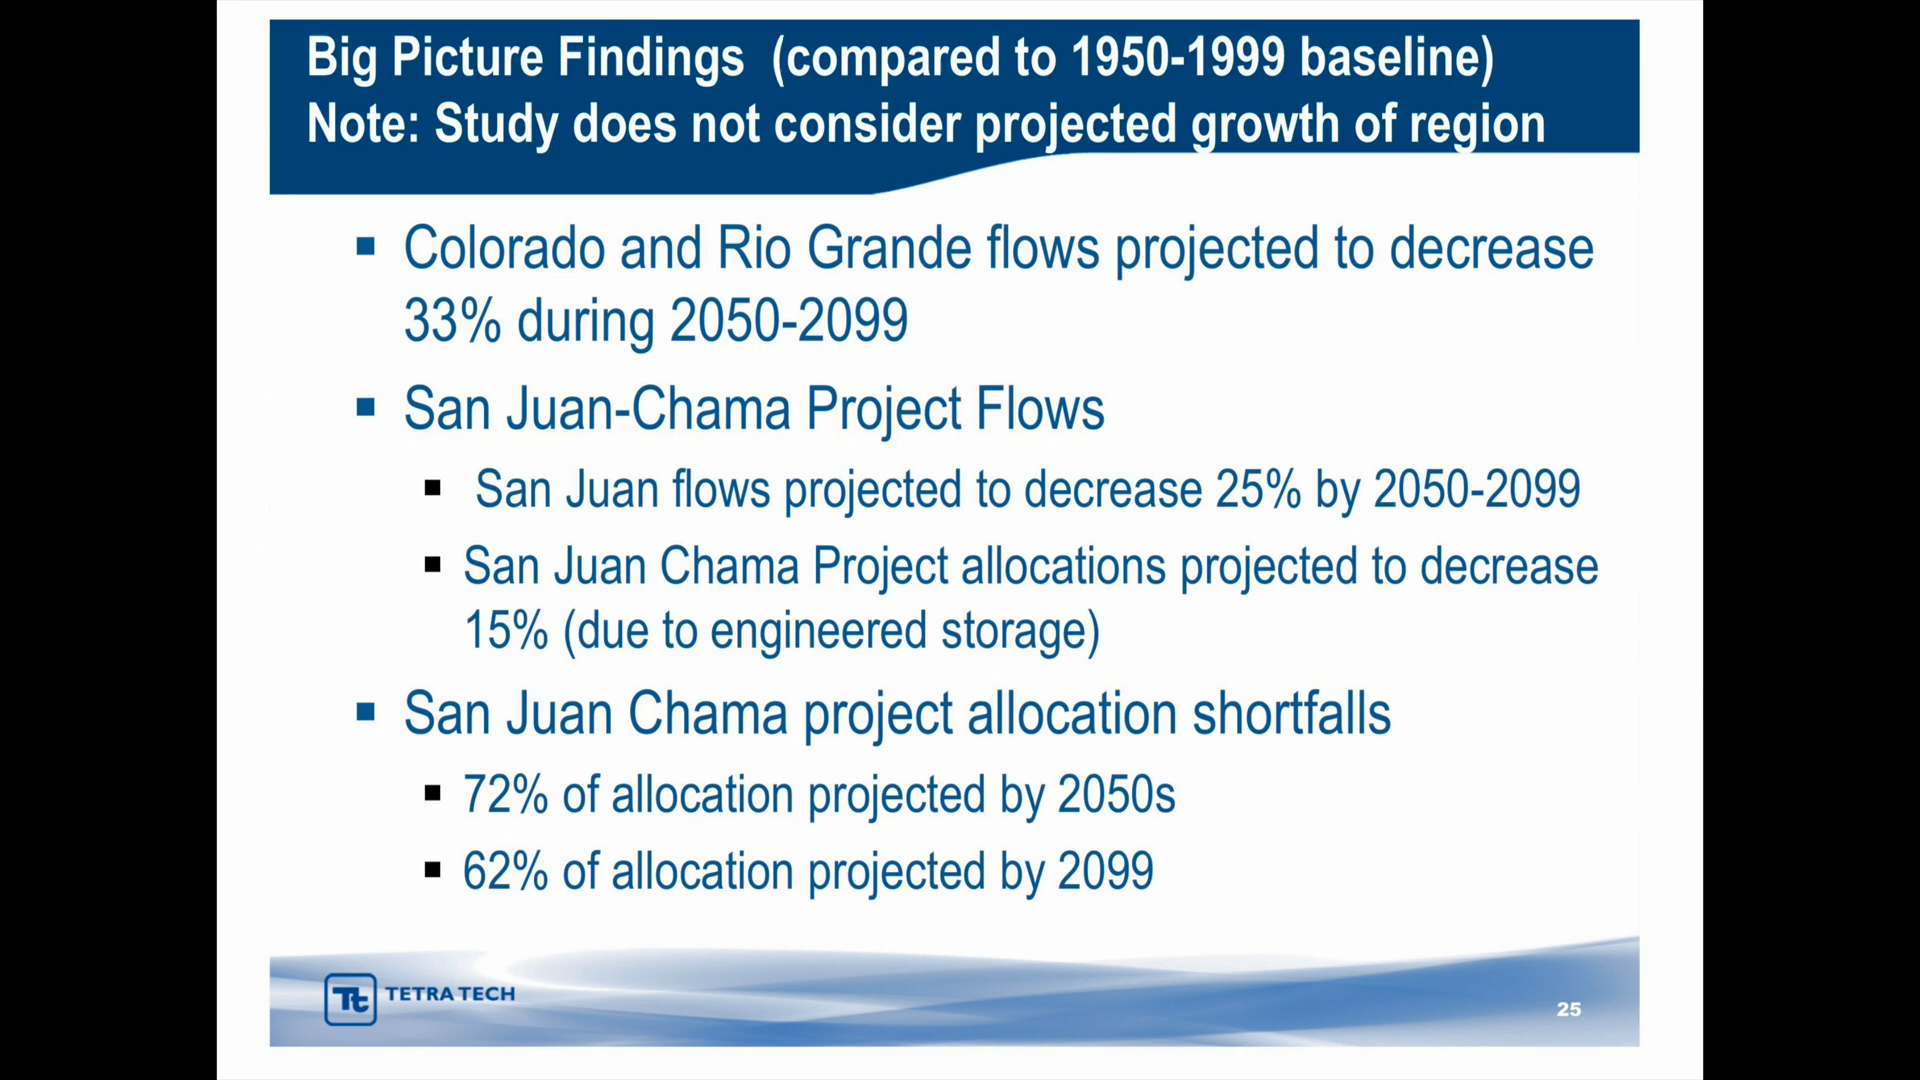 Big Picture Findings (compared to 1950-1999 baseline)
Note: Study does not consider projected growth of region
▪ Colorado and Rio Grande flows projected to decrease
33% during 2050-2099
▪ San Juan-Chama Project Flows
▪ San Juan flows projected to decrease 25% by 2050-2099
▪ San Juan Chama Project allocations projected to decrease
15% (due to engineered storage)
▪ San Juan Chama project allocation shortfalls
▪ 72% of allocation projected by 2050s
▪ 62% of allocation projected by 2099
Tt TETRA TECH
25